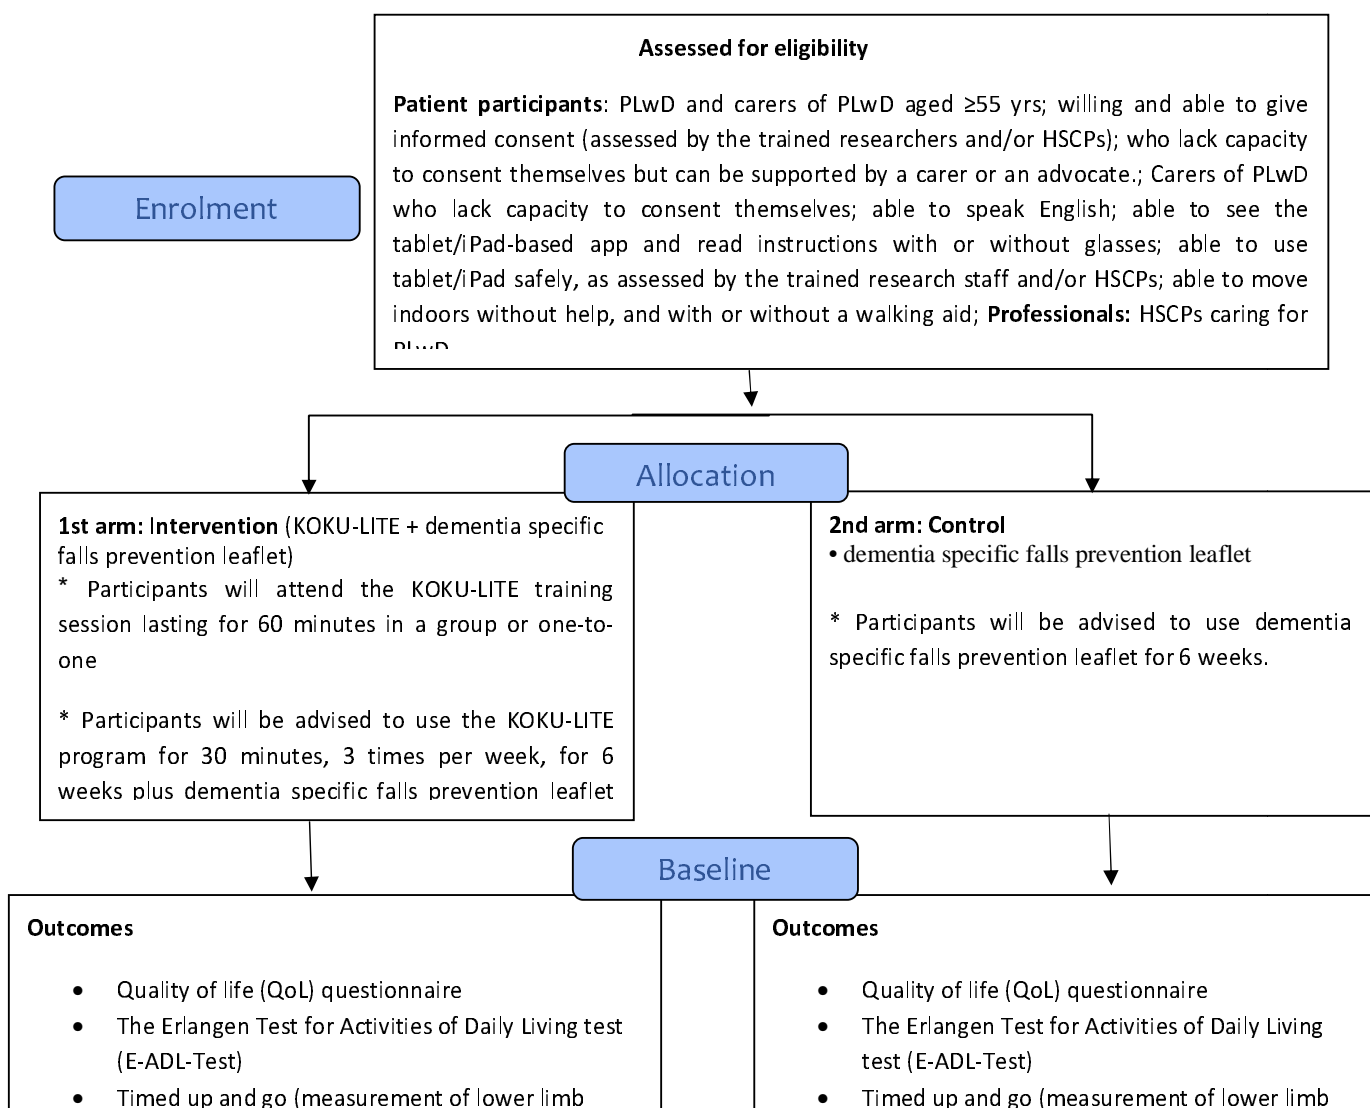 Assessed for eligibility
Patient participants: PLwD and carers of PLwD aged ≥55 yrs; willing and able to give
informed consent (assessed by the trained researchers and/or HSCPs); who lack capacity
to consent themselves but can be supported by a carer or an advocate.; Carers of PLwD
who lack capacity to consent themselves; able to speak English; able to see the
tablet/iPad-based app and read instructions with or without glasses; able to use
tablet/iPad safely, as assessed by the trained research staff and/or HSCPs; able to move
indoors without help, and with or without a walking aid; Professionals: HSCPs caring for
PLwD
Enrolment
Allocation
1st arm: Intervention (KOKU-LITE + dementia specific
falls prevention leaflet)
* Participants will attend the KOKU-LITE training
session lasting for 60 minutes in a group or one-to-
one
* Participants will be advised to use the KOKU-LITE
program for 30 minutes, 3 times per week, for 6
weeks plus dementia specific falls prevention leaflet
2nd arm: Control
• dementia specific falls prevention leaflet
* Participants will be advised to use dementia
specific falls prevention leaflet for 6 weeks.
Baseline
Outcomes
• Quality of life (QoL) questionnaire
• The Erlangen Test for Activities of Daily Living test
(E-ADL-Test)
• Timed up and go (measurement of lower limb
Outcomes
• Quality of life (QoL) questionnaire
• The Erlangen Test for Activities of Daily Living
test (E-ADL-Test)
• Timed up and go (measurement of lower limb